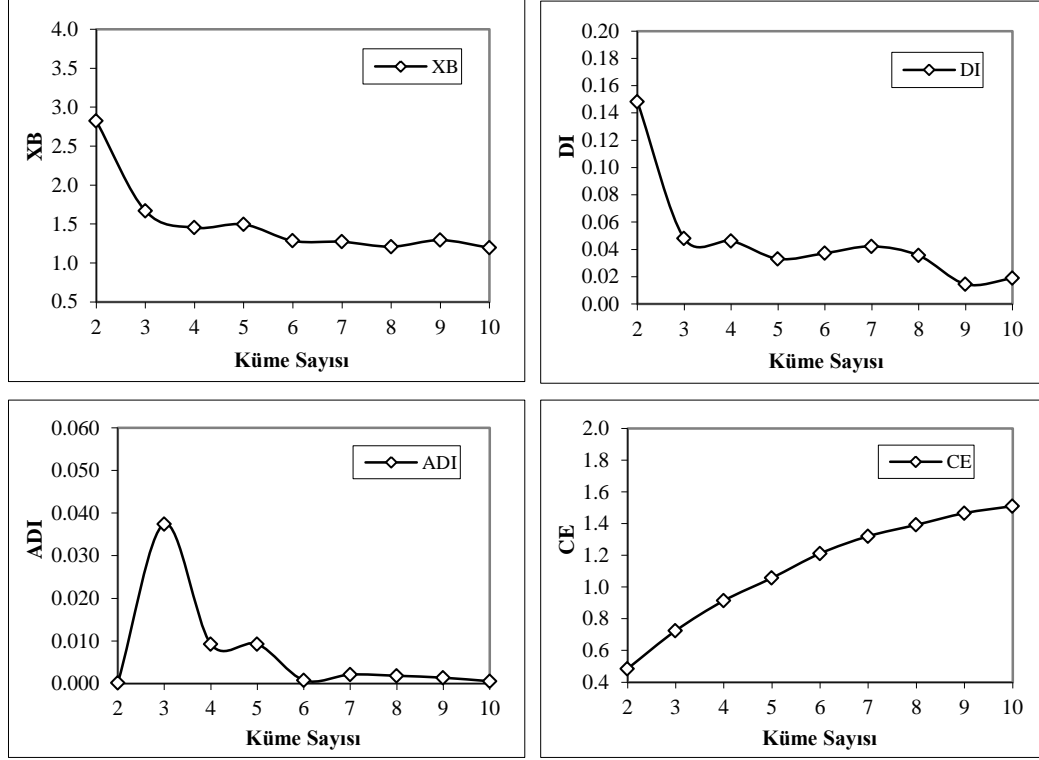 4.0
3.5
3.0
2.5
2.0
1.5
1.0
0.5
XB
XB
2 3 4 5 6 7 8 9 10
Küme Sayısı
0.20
0.18
0.16
0.14
0.12
0.10
0.08
0.06
0.04
0.02
0.00
DI
DI
2 3 4 5 6 7 8 9 10
Küme Sayısı
0.060
0.050
0.040
0.030
0.020
0.010
0.000
ADI
ADI
2 3 4 5 6 7 8 9 10
Küme Sayısı
2.0
1.8
1.6
1.4
1.2
1.0
0.8
0.6
0.4
CE
CE
2 3 4 5 6 7 8 9 10
Küme Sayısı